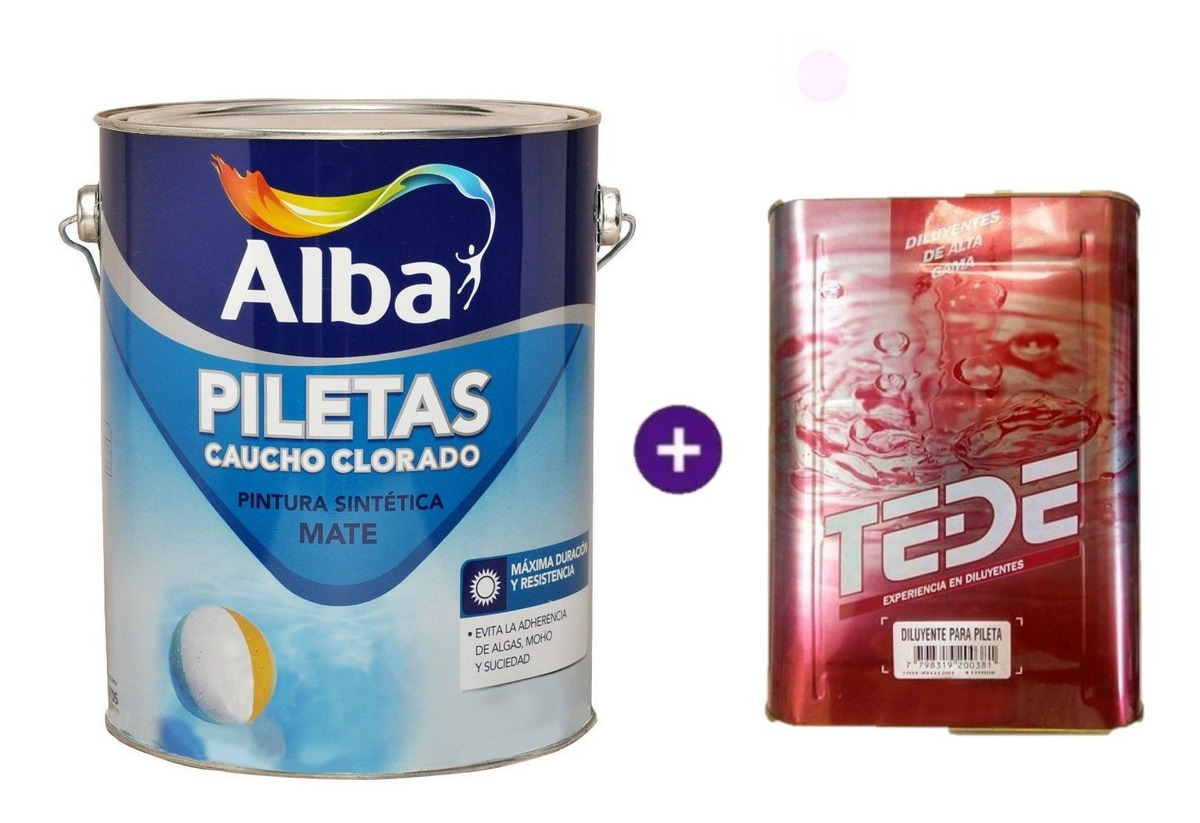 Alba
PILETAS
CAUCHO CLORADO
PINTURA SINTÉTICA
MATE
MÁXIMA DURACIÓN
Y RESISTENCIA
• EVITA LA ADHERENCIA
DE ALGAS, MOHO
Y SUCIEDAD
+
DILUYENTES
DE ALTA
GAMA
TEDE
EXPERIENCIA EN DILUYENTES
DILUYENTE PARA PILETA
7 798319 200381